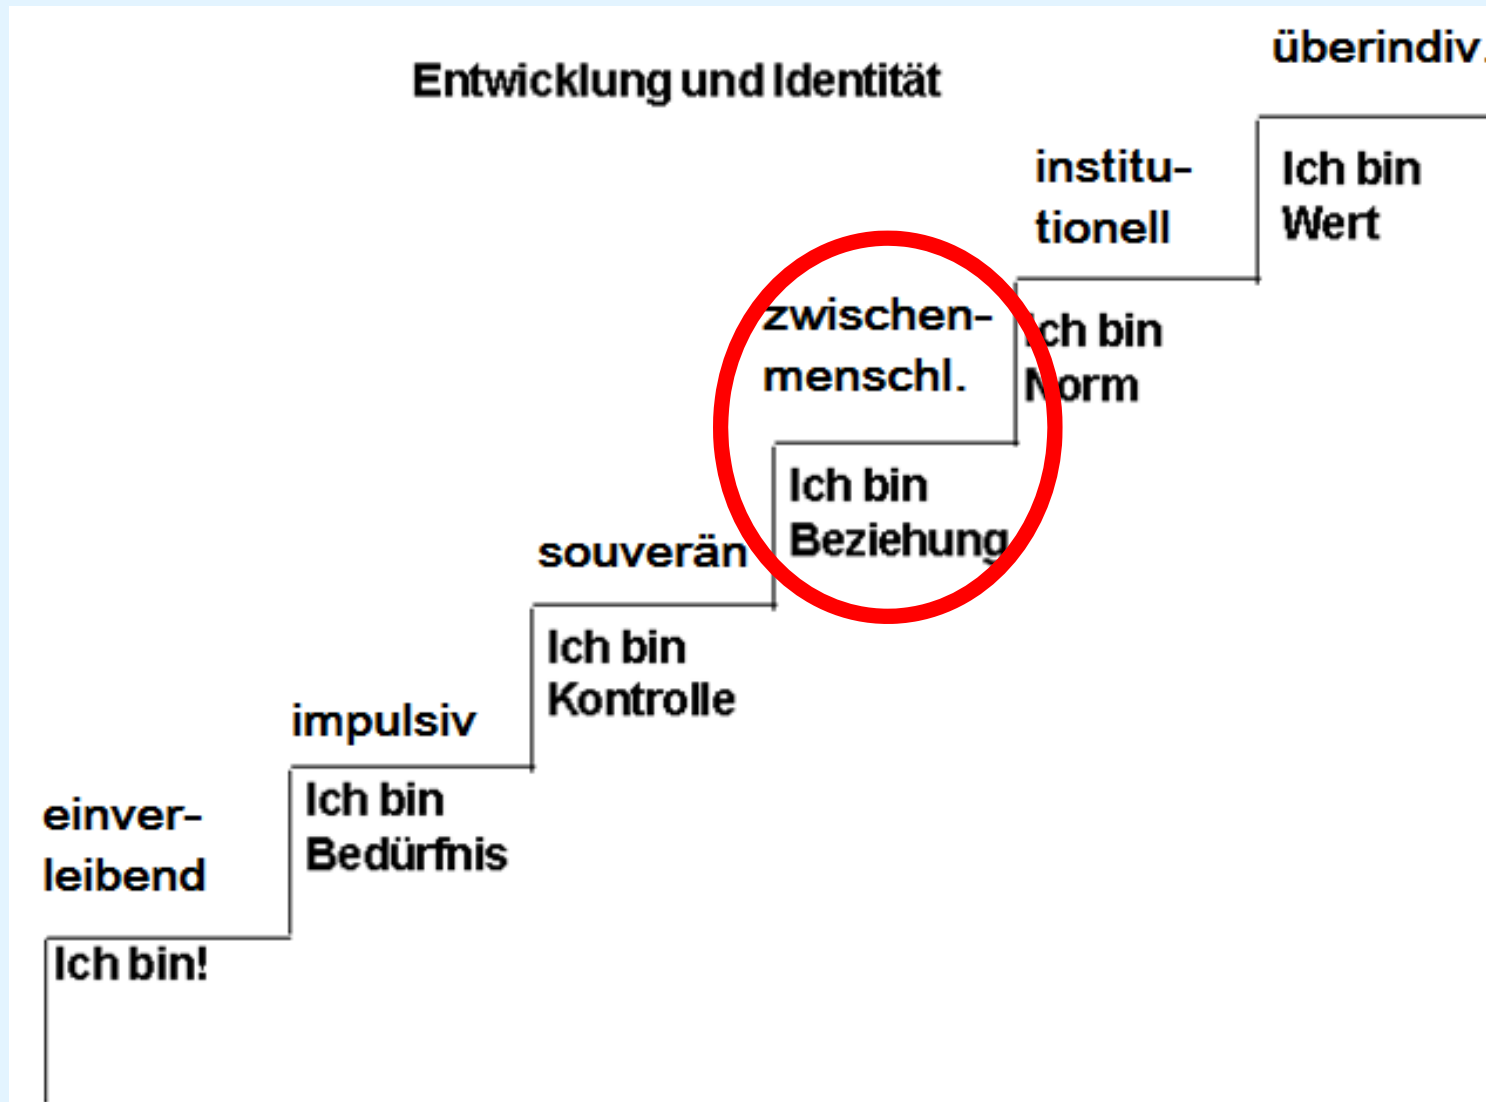 Entwicklung und Identität
einver-
leibend
Ich bin!
impulsiv
Ich bin
Bedürfnis
souverän
Ich bin
Kontrolle
zwischen-
menschl.
Ich bin
Beziehung
institu-
tionell
Ich bin
Norm
überindiv.
Ich bin
Wert